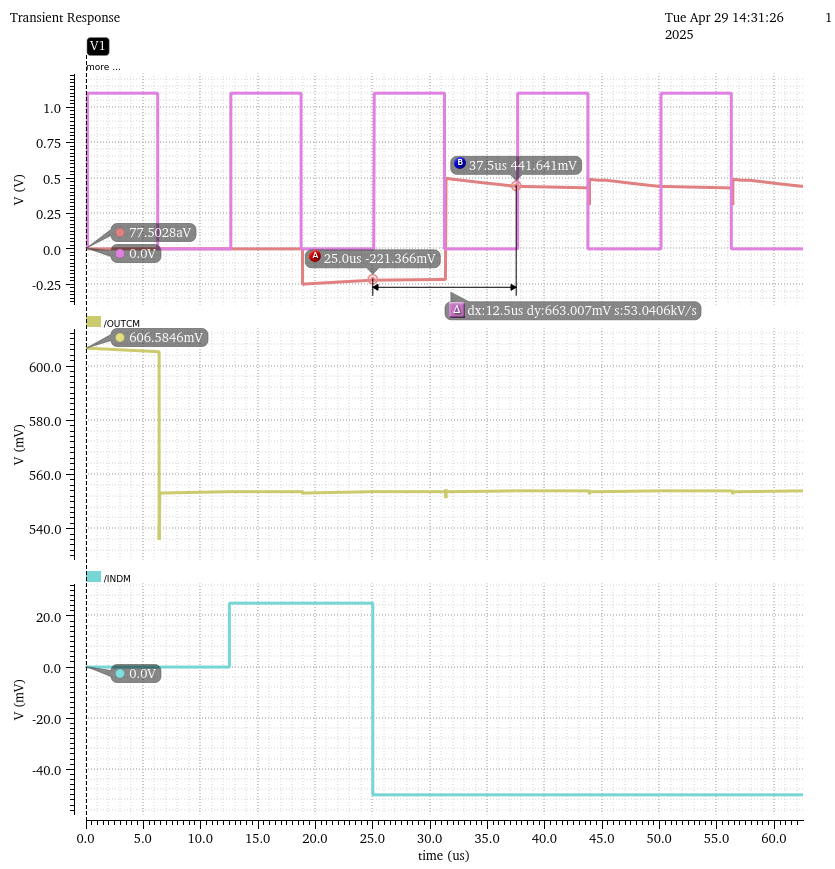 Transient Response
Tue Apr 29 14:31:26 2025
1
V1
more ...
1.0
0.75
0.5
0.25
0.0
-0.25
V (V)
B 37.5us 441.641mV
77.5028aV
0.0V
A 25.0us -221.366mV
Δ dx:12.5us dy:663.007mV s:53.0406kV/s
/OUTCM
606.5846mV
600.0
580.0
560.0
540.0
V (mV)
/INDM
20.0
0.0
-20.0
-40.0
V (mV)
0.0V
0.0 5.0 10.0 15.0 20.0 25.0 30.0 35.0 40.0 45.0 50.0 55.0 60.0
time (us)